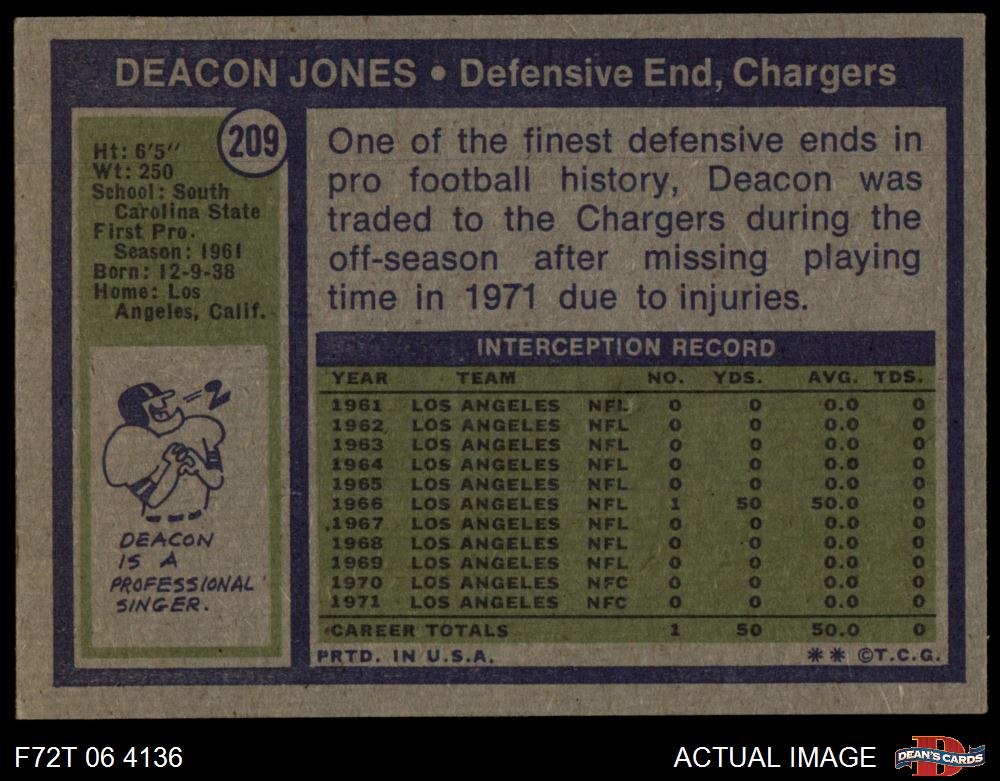 DEACON JONES • Defensive End, Chargers
209
Ht: 6'5"
Wt: 250
School: South
Carolina State
First Pro.
Season: 1961
Born: 12-9-38
Home: Los
Angeles, Calif.
DEACON
IS A
PROFESSIONAL
SINGER.
One of the finest defensive ends in
pro football history, Deacon was
traded to the Chargers during the
off-season after missing playing
time in 1971 due to injuries.
INTERCEPTION RECORD
YEAR TEAM NO. YDS. AVG. TDS.
1961 LOS ANGELES NFL 0 0 0.0 0
1962 LOS ANGELES NFL 0 0 0.0 0
1963 LOS ANGELES NFL 0 0 0.0 0
1964 LOS ANGELES NFL 0 0 0.0 0
1965 LOS ANGELES NFL 0 0 0.0 0
1966 LOS ANGELES NFL 1 50 50.0 0
1967 LOS ANGELES NFL 0 0 0.0 0
1968 LOS ANGELES NFL 0 0 0.0 0
1969 LOS ANGELES NFL 0 0 0.0 0
1970 LOS ANGELES NFC 0 0 0.0 0
1971 LOS ANGELES NFC 0 0 0.0 0
CAREER TOTALS 1 50 50.0 0
PRTD. IN U.S.A. ** ©T.C.G.
F72T 06 4136
ACTUAL IMAGE
D
DEAN'S CARDS